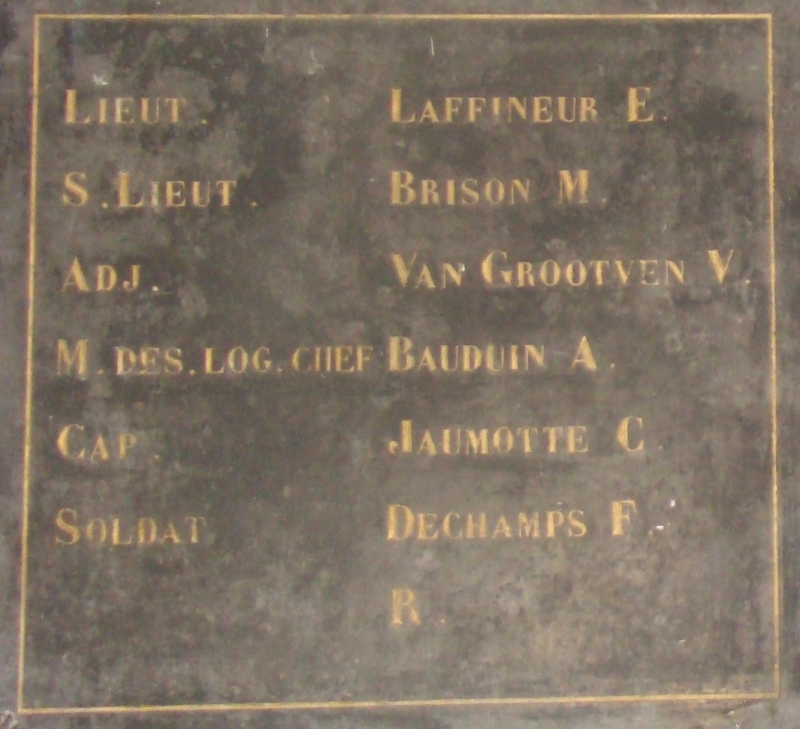 LIEUT. LAFFINEUR E.
S.LIEUT. BRISON M.
ADJ. VAN GROOTVEN V.
M.DES.LOG.CHEF BAUDUIN A.
CAP. JAUMOTTE C.
SOLDAT DECHAMPS F.
R.